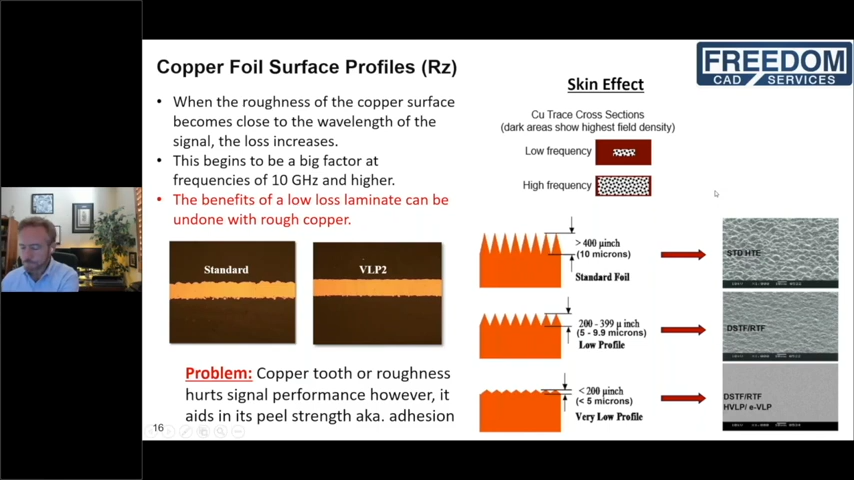 Copper Foil Surface Profiles (Rz)
FREEDOM
CAD SERVICES
• When the roughness of the copper surface
becomes close to the wavelength of the
signal, the loss increases.
• This begins to be a big factor at
frequencies of 10 GHz and higher.
• The benefits of a low loss laminate can be
undone with rough copper.
Standard
VLP2
Problem: Copper tooth or roughness
hurts signal performance however, it
aids in its peel strength aka. adhesion
16
Skin Effect
Cu Trace Cross Sections
(dark areas show highest field density)
Low frequency
High frequency
> 400 µinch
(10 microns)
Standard Foil
STD HTE
200 - 399 µ inch
(5 - 9.9 microns)
Low Profile
DSTF/RTF
< 200 µinch
(< 5 microns)
Very Low Profile
DSTF/RTF
HVLP/ e-VLP